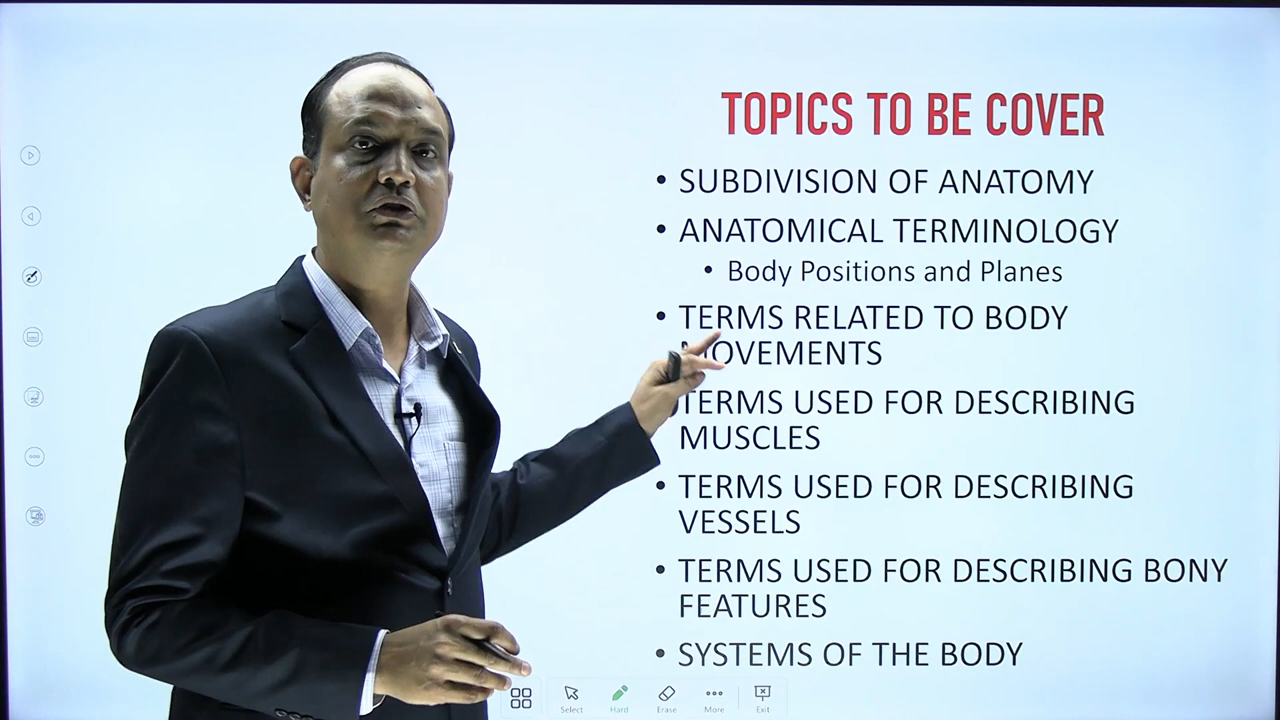 TOPICS TO BE COVER
• SUBDIVISION OF ANATOMY
• ANATOMICAL TERMINOLOGY
• Body Positions and Planes
• TERMS RELATED TO BODY
MOVEMENTS
TERMS USED FOR DESCRIBING
MUSCLES
• TERMS USED FOR DESCRIBING
VESSELS
• TERMS USED FOR DESCRIBING BONY
FEATURES
• SYSTEMS OF THE BODY
Select
Hard
Erase
More
Exit